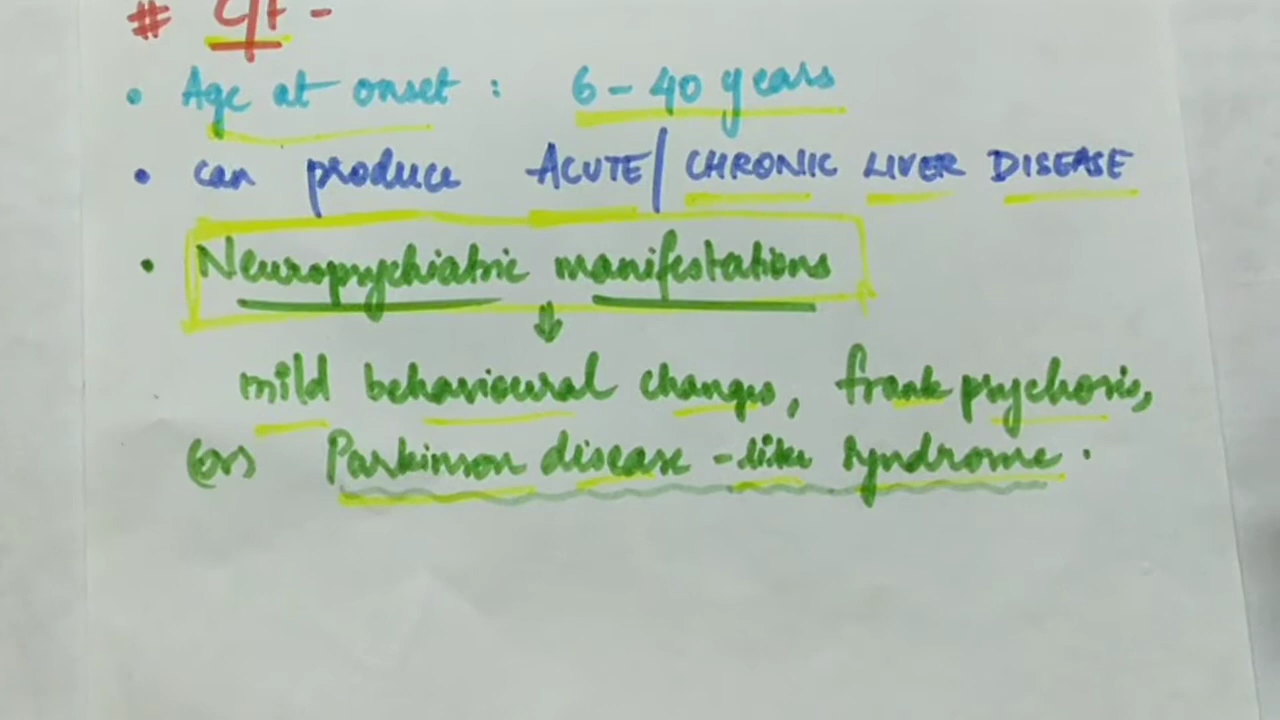 # C/F -
• Age at onset : 6 - 40 years
• can produce ACUTE/ CHRONIC LIVER DISEASE
• Neuropsychiatric manifestations
↓
mild behavioural changes, frank psychosis,
(or) Parkinson disease - like syndrome.